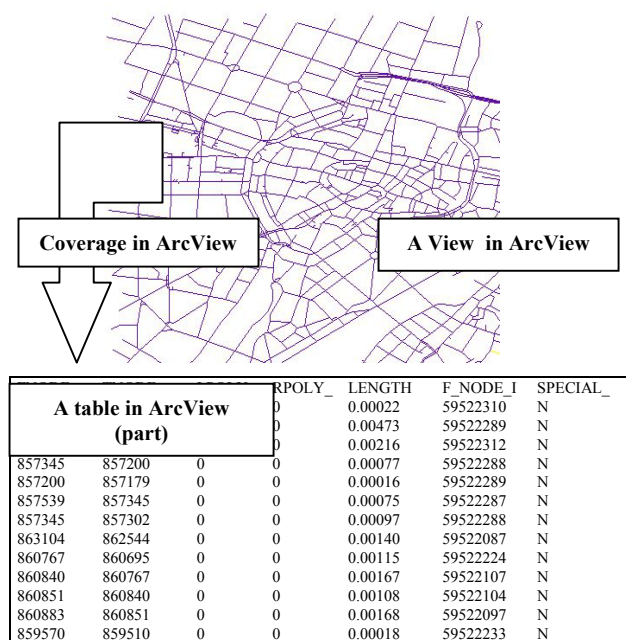 Coverage in ArcView
A View in ArcView
RPOLY_ LENGTH F_NODE_I SPECIAL_
A table in ArcView
(part)
0 0.00022 59522310 N
0 0.00473 59522289 N
0 0.00216 59522312 N
857345 857200 0 0 0.00077 59522288 N
857200 857179 0 0 0.00016 59522289 N
857539 857345 0 0 0.00075 59522287 N
857345 857302 0 0 0.00097 59522288 N
863104 862544 0 0 0.00140 59522087 N
860767 860695 0 0 0.00115 59522224 N
860840 860767 0 0 0.00167 59522107 N
860851 860840 0 0 0.00108 59522104 N
860883 860851 0 0 0.00168 59522097 N
859570 859510 0 0 0.00018 59522233 N